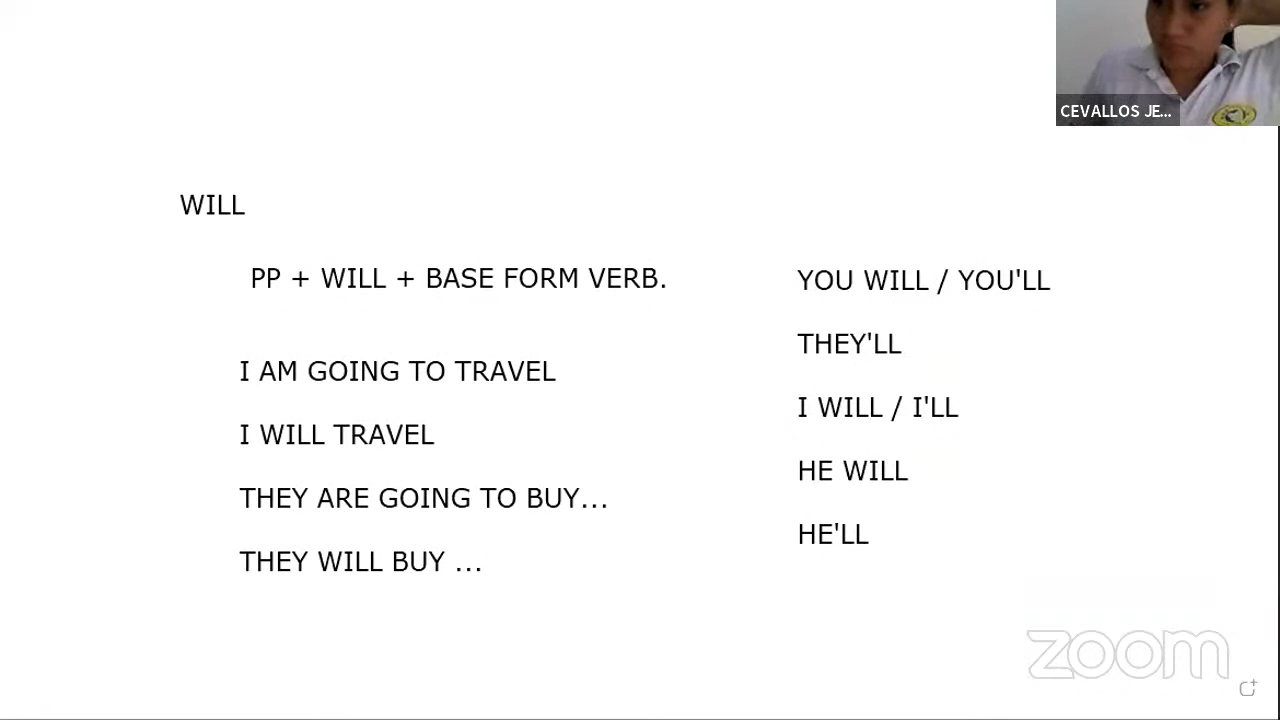 CEVALLOS JE...
WILL
PP + WILL + BASE FORM VERB.
I AM GOING TO TRAVEL
I WILL TRAVEL
THEY ARE GOING TO BUY...
THEY WILL BUY ...
YOU WILL / YOU'LL
THEY'LL
I WILL / I'LL
HE WILL
HE'LL
zoom